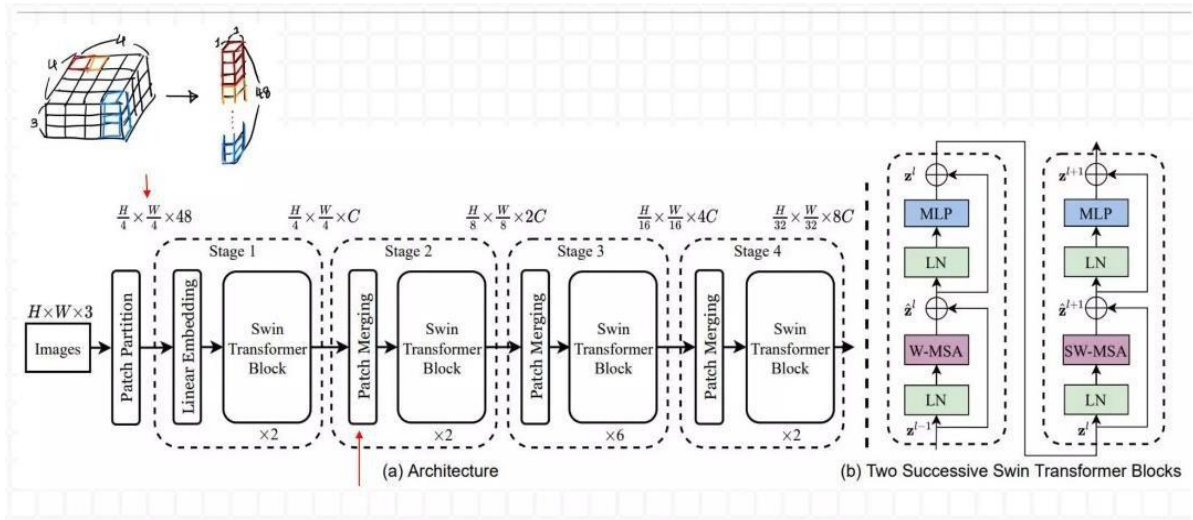 4
4
3
1
1
48
H/4 × W/4 × 48
H/4 × W/4 × C
H/8 × W/8 × 2C
H/16 × W/16 × 4C
H/32 × W/32 × 8C
H×W×3
Images
Patch Partition
Stage 1
Linear Embedding
Swin
Transformer
Block
×2
Stage 2
Patch Merging
Swin
Transformer
Block
×2
Stage 3
Patch Merging
Swin
Transformer
Block
×6
Stage 4
Patch Merging
Swin
Transformer
Block
×2
(a) Architecture
z^l
MLP
LN
ẑ^l
W-MSA
LN
z^{l-1}
z^{l+1}
MLP
LN
ẑ^{l+1}
SW-MSA
LN
z^l
(b) Two Successive Swin Transformer Blocks